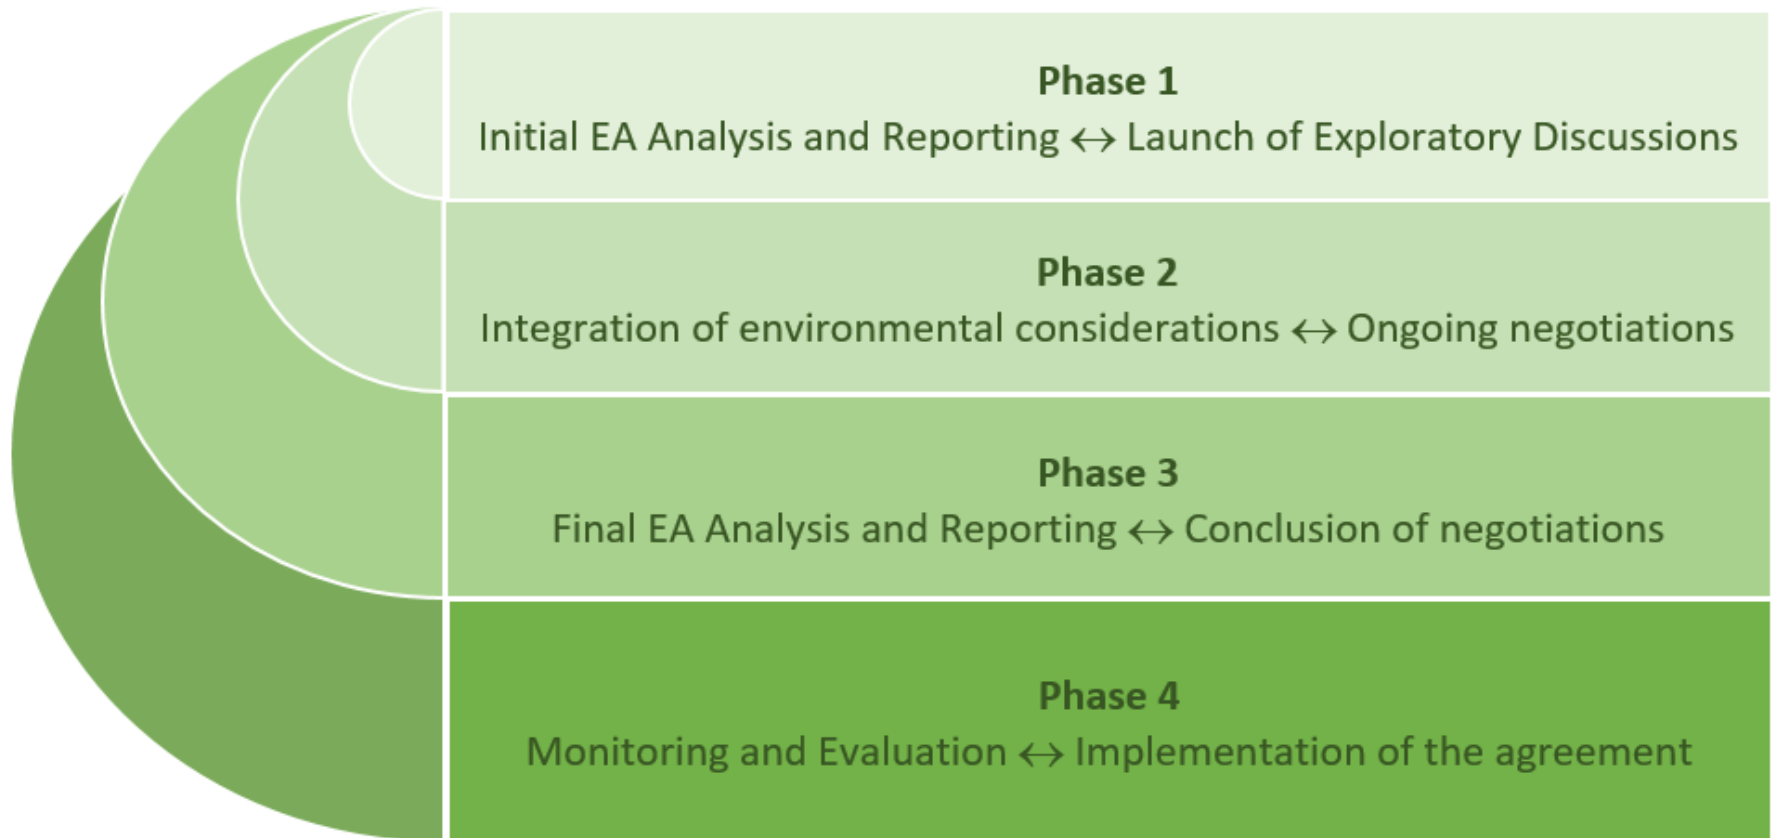 Phase 1
Initial EA Analysis and Reporting ↔ Launch of Exploratory Discussions
Phase 2
Integration of environmental considerations ↔ Ongoing negotiations
Phase 3
Final EA Analysis and Reporting ↔ Conclusion of negotiations
Phase 4
Monitoring and Evaluation ↔ Implementation of the agreement